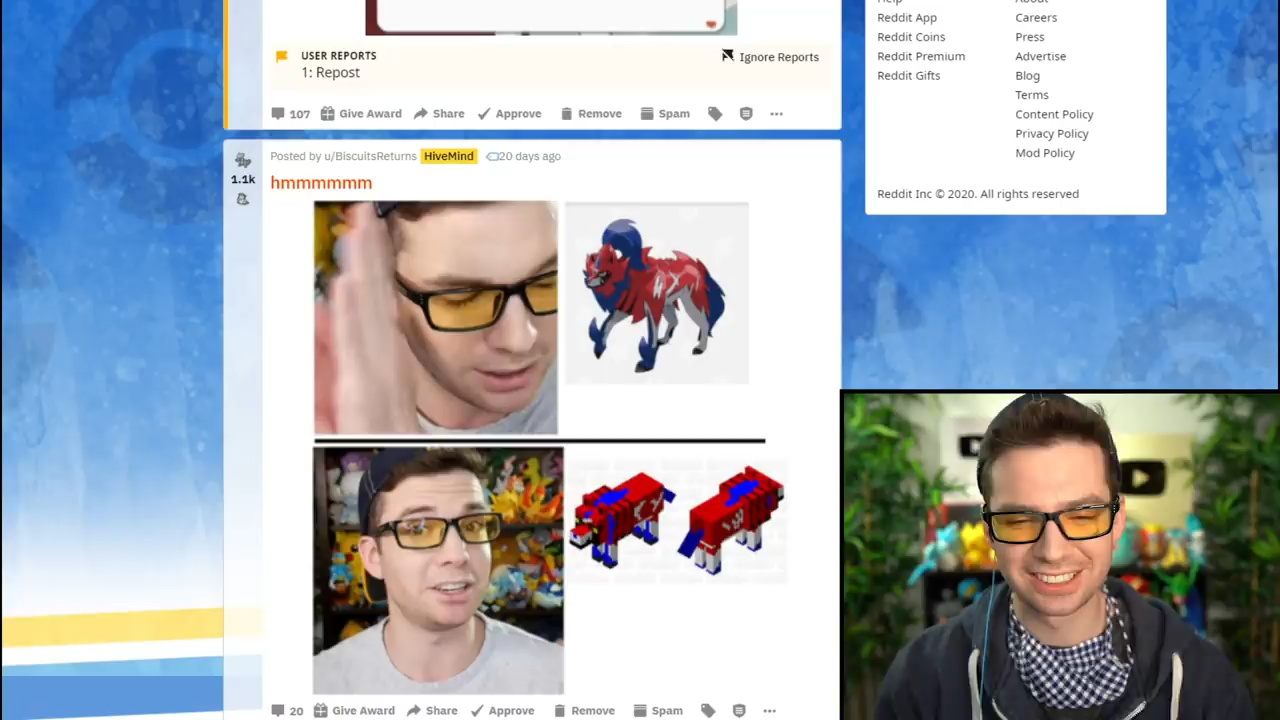 USER REPORTS
1: Repost
Ignore Reports
107 Give Award Share Approve Remove Spam
Posted by u/BiscuitsReturns HiveMind 20 days ago
1.1k
hmmmmmm
20 Give Award Share Approve Remove Spam
Reddit App
Reddit Coins
Reddit Premium
Reddit Gifts
Careers
Press
Advertise
Blog
Terms
Content Policy
Privacy Policy
Mod Policy
Reddit Inc © 2020. All rights reserved